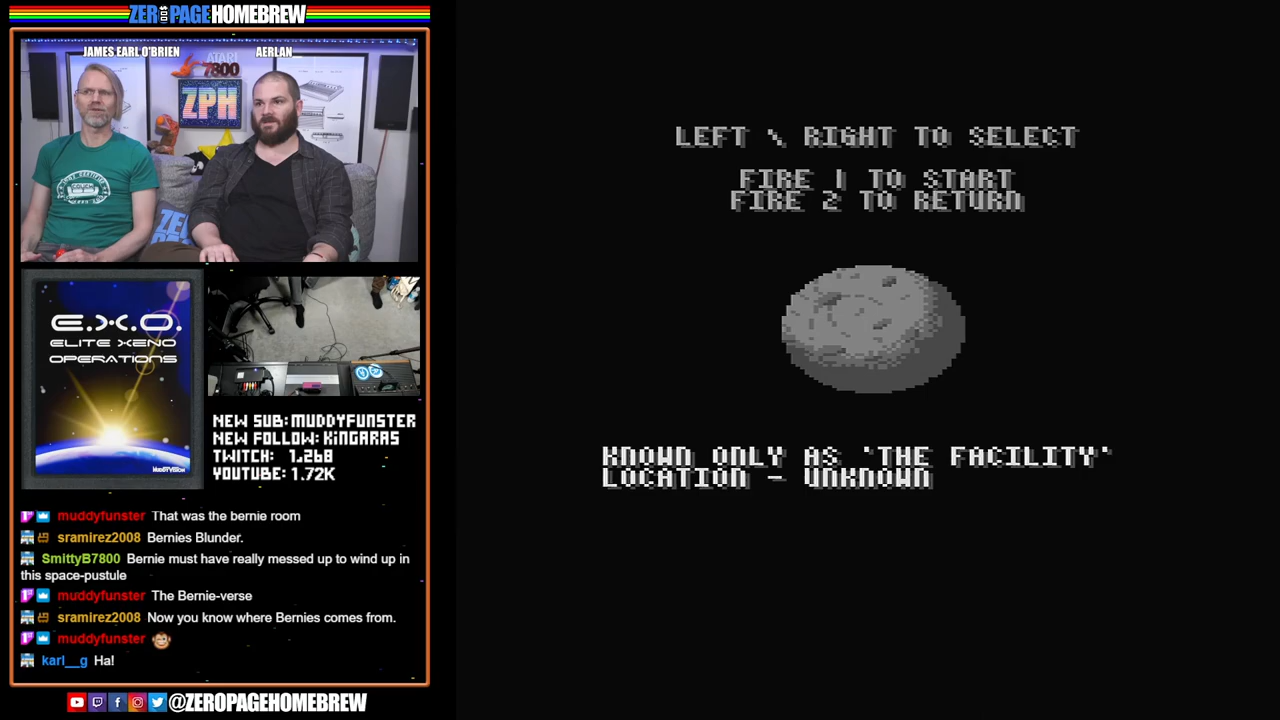 ZERO PAGE HOMEBREW
JAMES EARL O'BRIEN
AERLAN_
ATARI
7800
ZPH
ZE
E.X.O.
ELITE XENO
OPERATIONS
NEW SUB: MUDDYFUNSTER
NEW FOLLOW: KINGARAS
TWITCH: 1,268
YOUTUBE: 1.72K
muddyfunster That was the bernie room
sramirez2008 Bernies Blunder.
SmittyB7800 Bernie must have really messed up to wind up in
this space-pustule
muddyfunster The Bernie-verse
sramirez2008 Now you know where Bernies comes from.
muddyfunster
karl__g Ha!
@ZEROPAGEHOMEBREW
LEFT \ RIGHT TO SELECT
FIRE 1 TO START
FIRE 2 TO RETURN
KNOWN ONLY AS 'THE FACILITY'
LOCATION - UNKNOWN